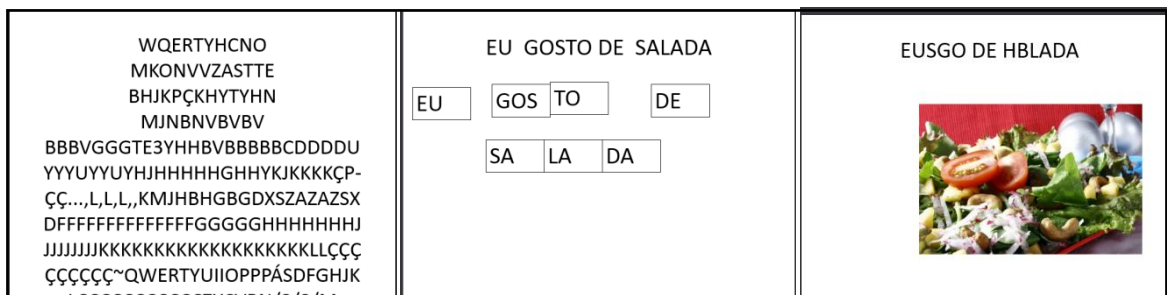 WQERTYHCNO
MKONVVZASTTE
BHJKPÇKHYTYHN
MJNBNVBVBV
BBBVGGGTE3YHHBVBBBBBCDDDDU
YYYUYYUYHJHHHHHGHHYKJKKKKÇP-
ÇÇ...,L,L,L,,KMJHBHGBGDXSZAZAZSX
DFFFFFFFFFFFFFFGGGGGHHHHHHHJ
JJJJJJJJKKKKKKKKKKKKKKKKKKKKLLÇÇÇ
ÇÇÇÇÇÇ~QWERTYUIIOPPPÁSDFGHJK
EU GOSTO DE SALADA
EU GOS TO DE
SA LA DA
EUSGO DE HBLADA